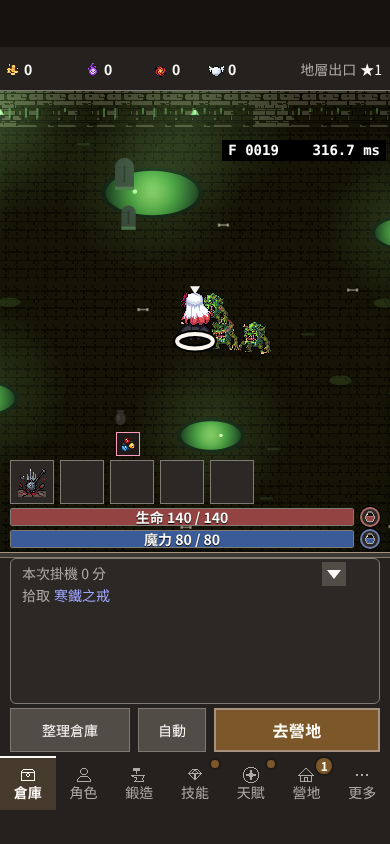 0 0 0 0 地層出口 ★1
F 0019 316.7 ms
生命 140 / 140
魔力 80 / 80
本次掛機 0 分
拾取 寒鐵之戒
整理倉庫 自動 去營地
1
倉庫 角色 鍛造 技能 天賦 營地 更多